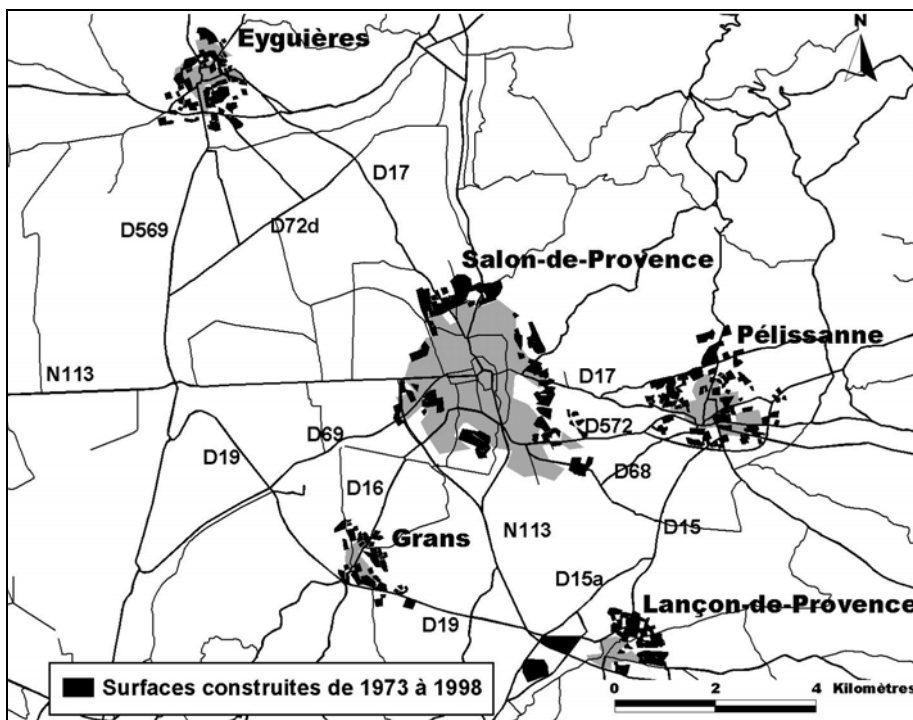 Eyguières
N
D17
D569
D72d
Salon-de-Provence
Pélissanne
N113
D17
D69
D572
D19
D68
D16
Grans
N113
D15
D15a
Lançon-de-Provence
D19
Surfaces construites de 1973 à 1998
0 2 4 Kilomètres